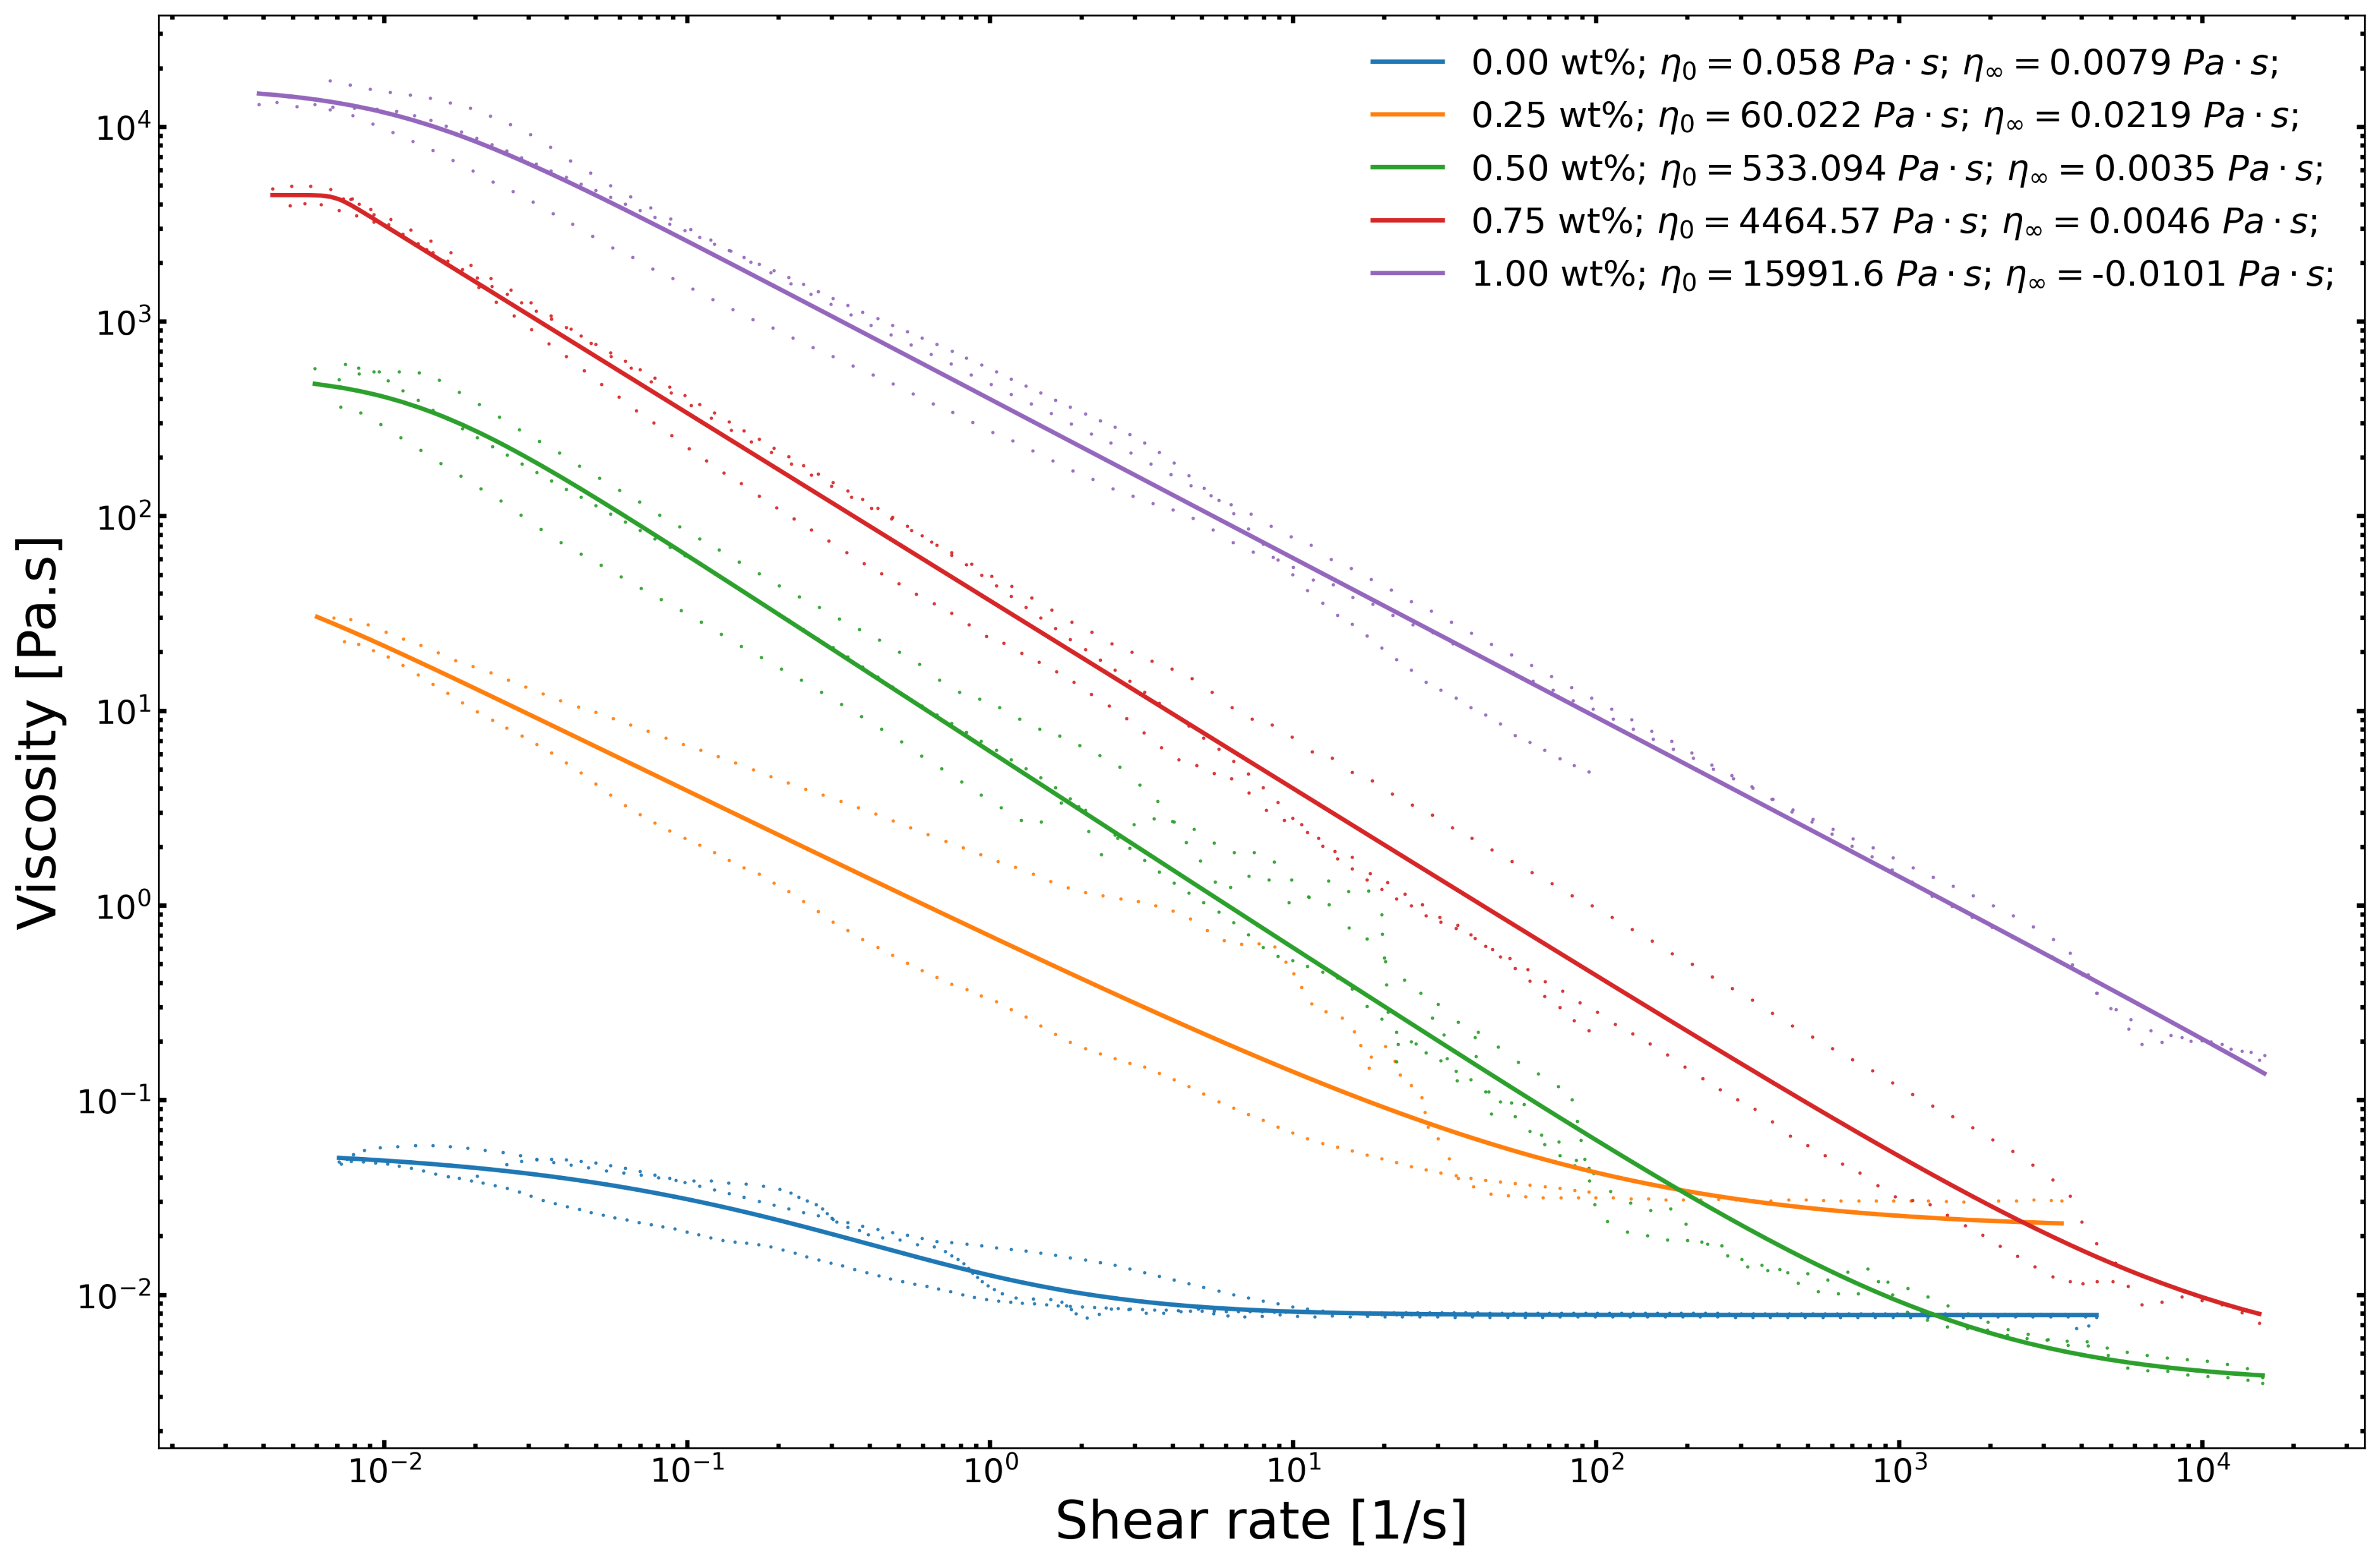 0.00 wt%; η₀ = 0.058 Pa · s; η∞ = 0.0079 Pa · s;
0.25 wt%; η₀ = 60.022 Pa · s; η∞ = 0.0219 Pa · s;
0.50 wt%; η₀ = 533.094 Pa · s; η∞ = 0.0035 Pa · s;
0.75 wt%; η₀ = 4464.57 Pa · s; η∞ = 0.0046 Pa · s;
1.00 wt%; η₀ = 15991.6 Pa · s; η∞ = -0.0101 Pa · s;
Viscosity [Pa.s]
10⁴
10³
10²
10¹
10⁰
10⁻¹
10⁻²
10⁻² 10⁻¹ 10⁰ 10¹ 10² 10³ 10⁴
Shear rate [1/s]